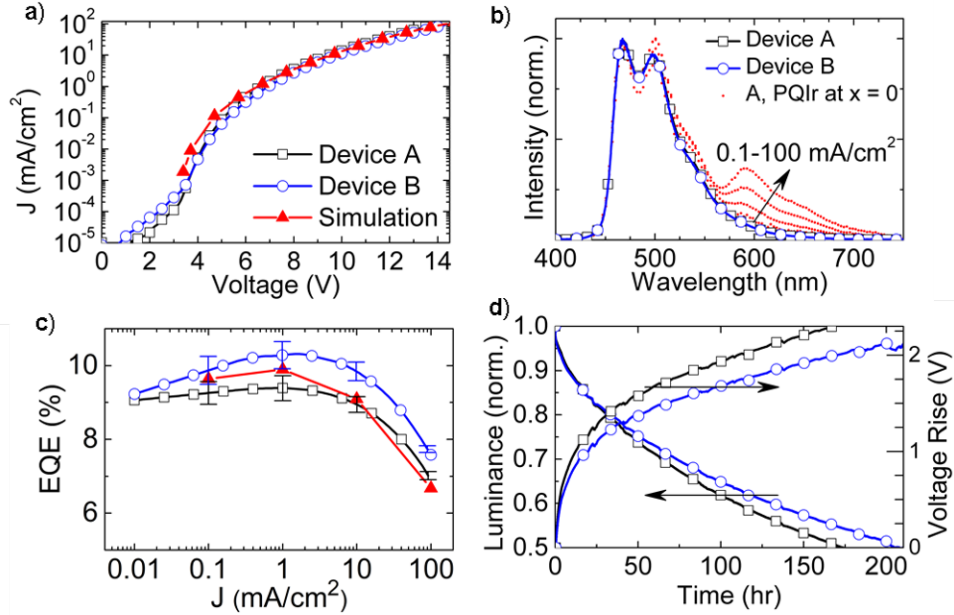 a)
10²
10¹
10⁰
10⁻¹
10⁻²
10⁻³
10⁻⁴
10⁻⁵
J (mA/cm²)
Device A
Device B
Simulation
0 2 4 6 8 10 12 14
Voltage (V)
b)
Intensity (norm.)
Device A
Device B
A, PQIr at x = 0
0.1-100 mA/cm²
400 500 600 700
Wavelength (nm)
c)
10
8
6
EQE (%)
0.01 0.1 1 10 100
J (mA/cm²)
d)
1.0
0.9
0.8
0.7
0.6
0.5
Luminance (norm.)
2
1
0
Voltage Rise (V)
0 50 100 150 200
Time (hr)